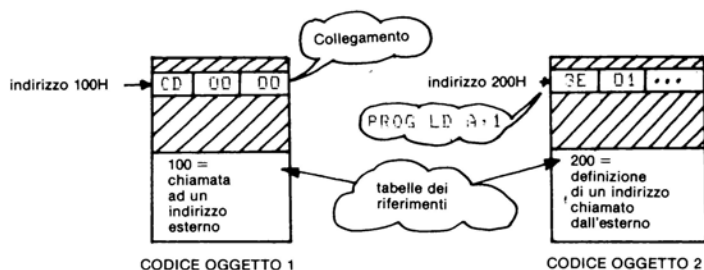 Collegamento
indirizzo 100H
CD 00 00
indirizzo 200H
3E 01 •••
PROG LD A,1
100 =
chiamata
ad un
indirizzo
esterno
tabelle dei
riferimenti
200 =
definizione
di un indirizzo
chiamato
dall'esterno
CODICE OGGETTO 1
CODICE OGGETTO 2